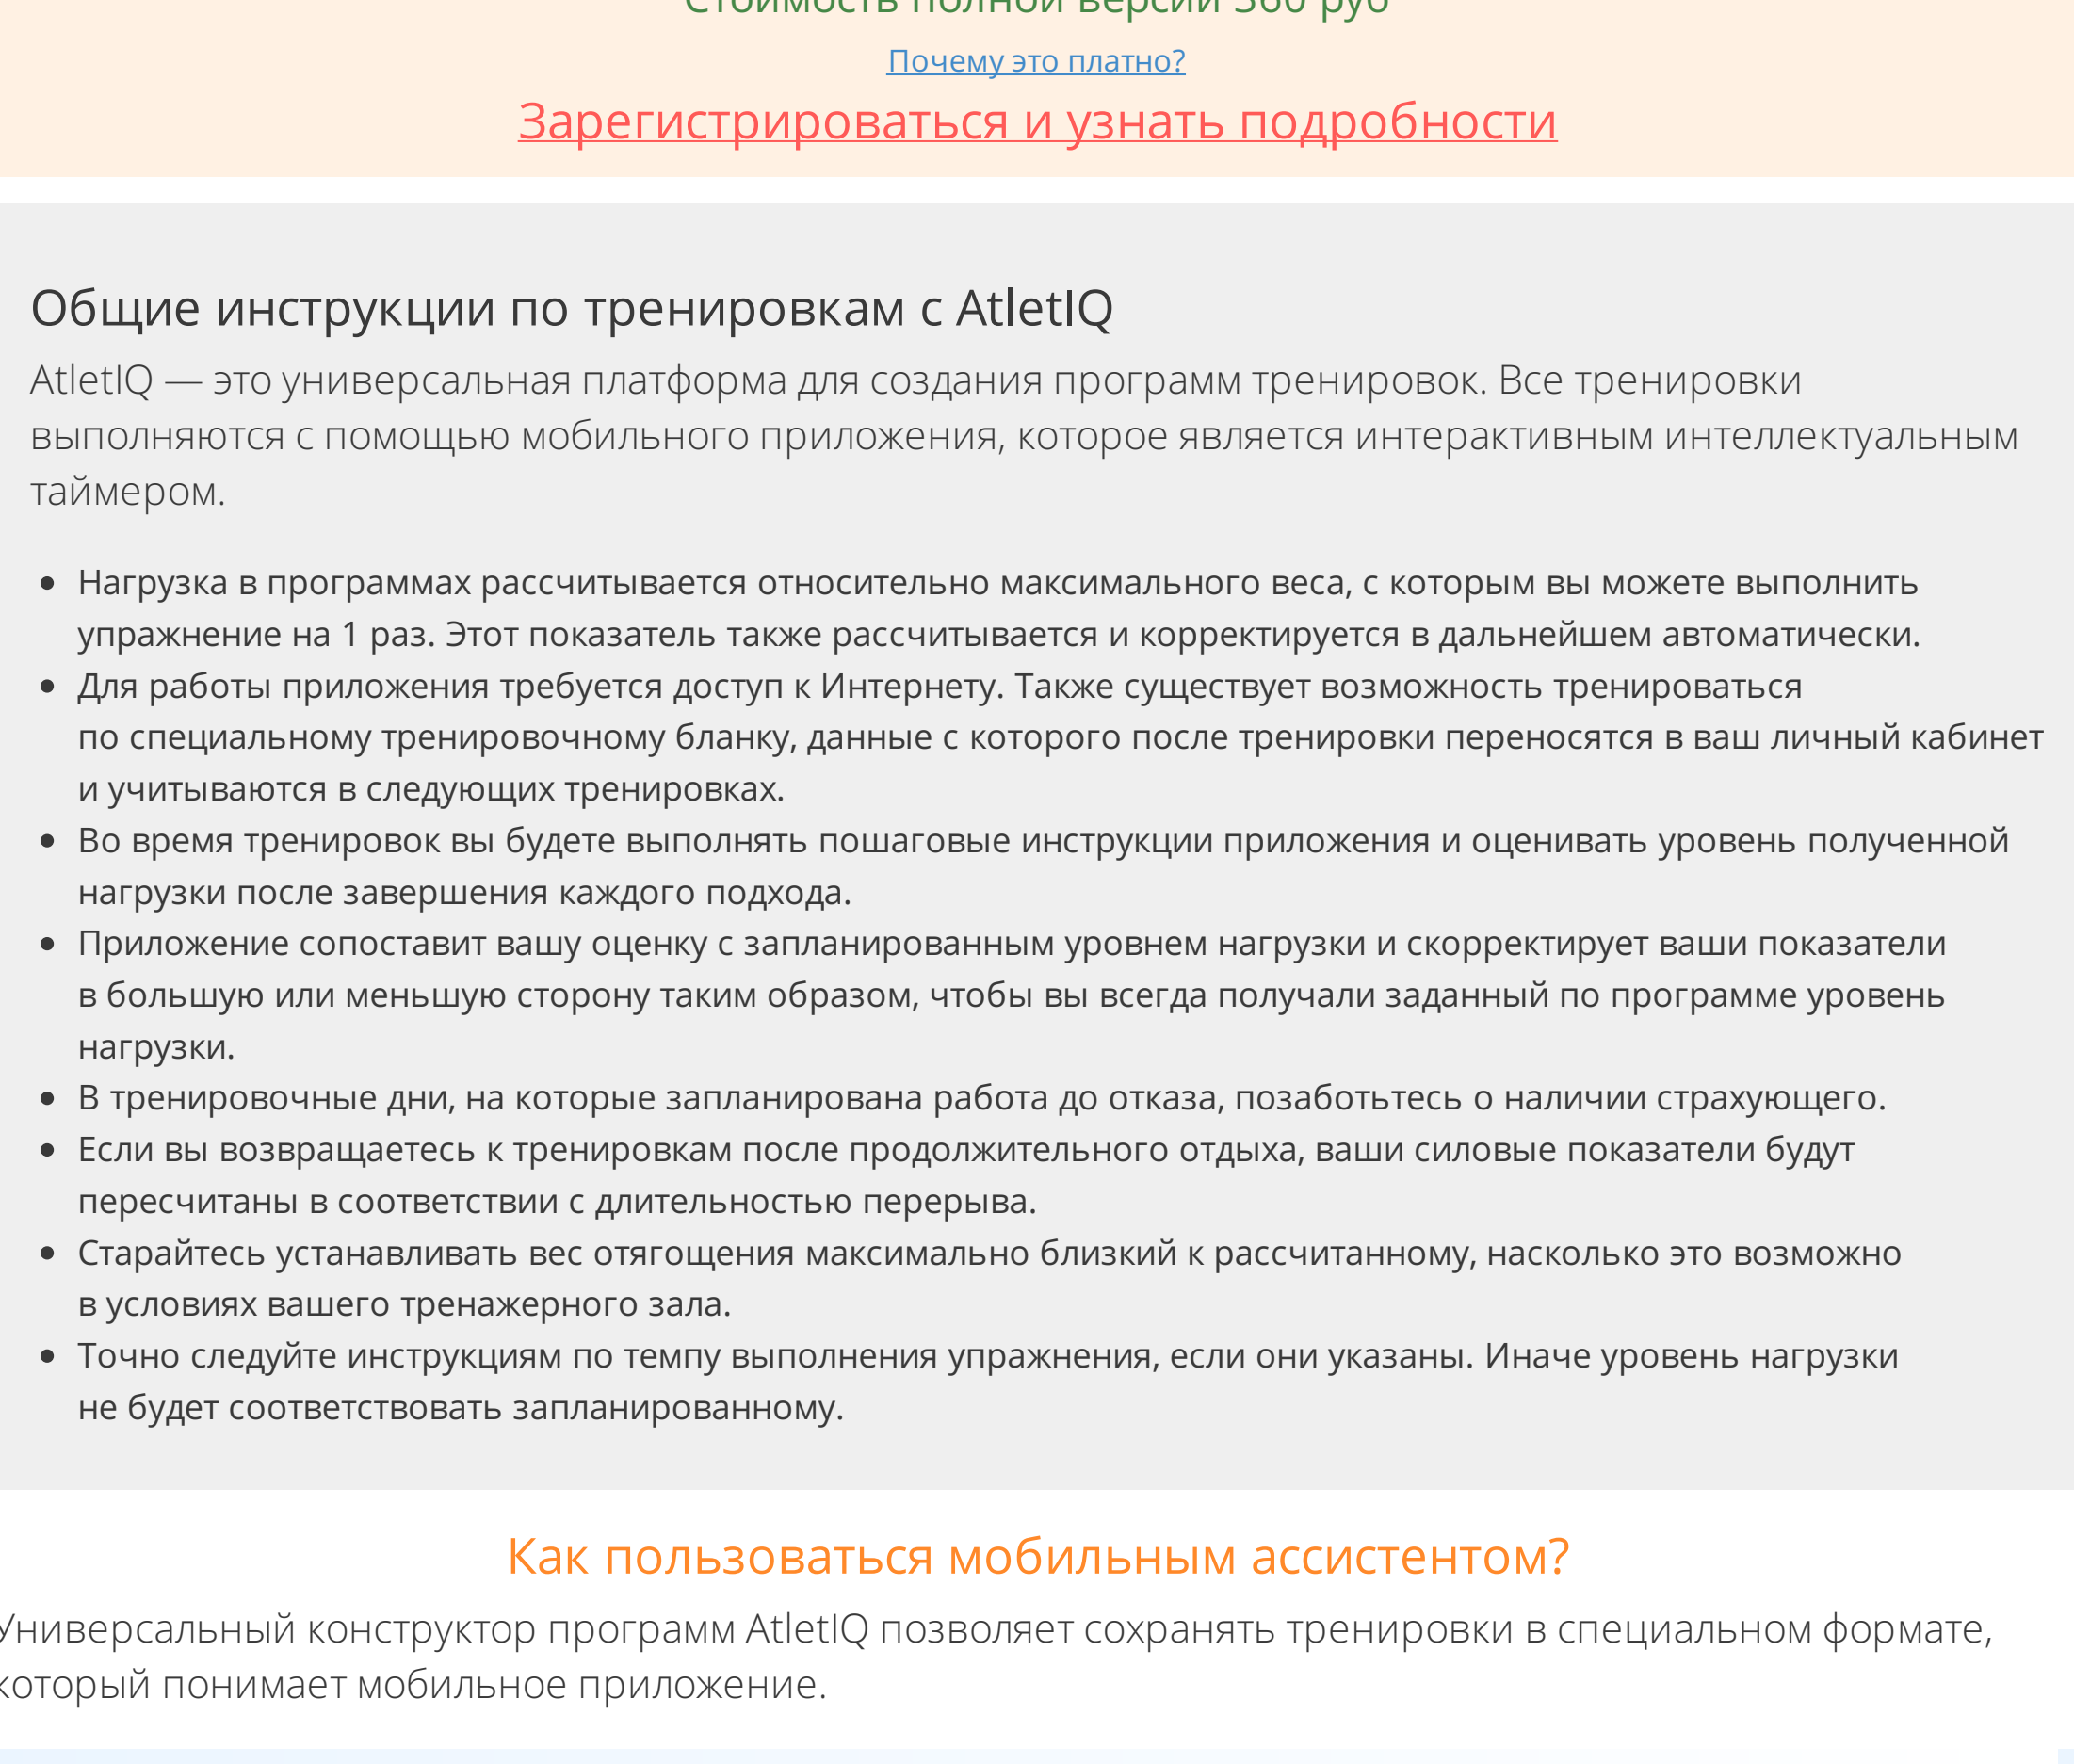 Стоимость полной версии 360 руб
Почему это платно?
Зарегистрироваться и узнать подробности
Общие инструкции по тренировкам с AtletIQ
AtletIQ — это универсальная платформа для создания программ тренировок. Все тренировки
выполняются с помощью мобильного приложения, которое является интерактивным интеллектуальным
таймером.
• Нагрузка в программах рассчитывается относительно максимального веса, с которым вы можете выполнить
упражнение на 1 раз. Этот показатель также рассчитывается и корректируется в дальнейшем автоматически.
• Для работы приложения требуется доступ к Интернету. Также существует возможность тренироваться
по специальному тренировочному бланку, данные с которого после тренировки переносятся в ваш личный кабинет
и учитываются в следующих тренировках.
• Во время тренировок вы будете выполнять пошаговые инструкции приложения и оценивать уровень полученной
нагрузки после завершения каждого подхода.
• Приложение сопоставит вашу оценку с запланированным уровнем нагрузки и скорректирует ваши показатели
в большую или меньшую сторону таким образом, чтобы вы всегда получали заданный по программе уровень
нагрузки.
• В тренировочные дни, на которые запланирована работа до отказа, позаботьтесь о наличии страхующего.
• Если вы возвращаетесь к тренировкам после продолжительного отдыха, ваши силовые показатели будут
пересчитаны в соответствии с длительностью перерыва.
• Старайтесь устанавливать вес отягощения максимально близкий к рассчитанному, насколько это возможно
в условиях вашего тренажерного зала.
• Точно следуйте инструкциям по темпу выполнения упражнения, если они указаны. Иначе уровень нагрузки
не будет соответствовать запланированному.
Как пользоваться мобильным ассистентом?
Универсальный конструктор программ AtletIQ позволяет сохранять тренировки в специальном формате,
который понимает мобильное приложение.